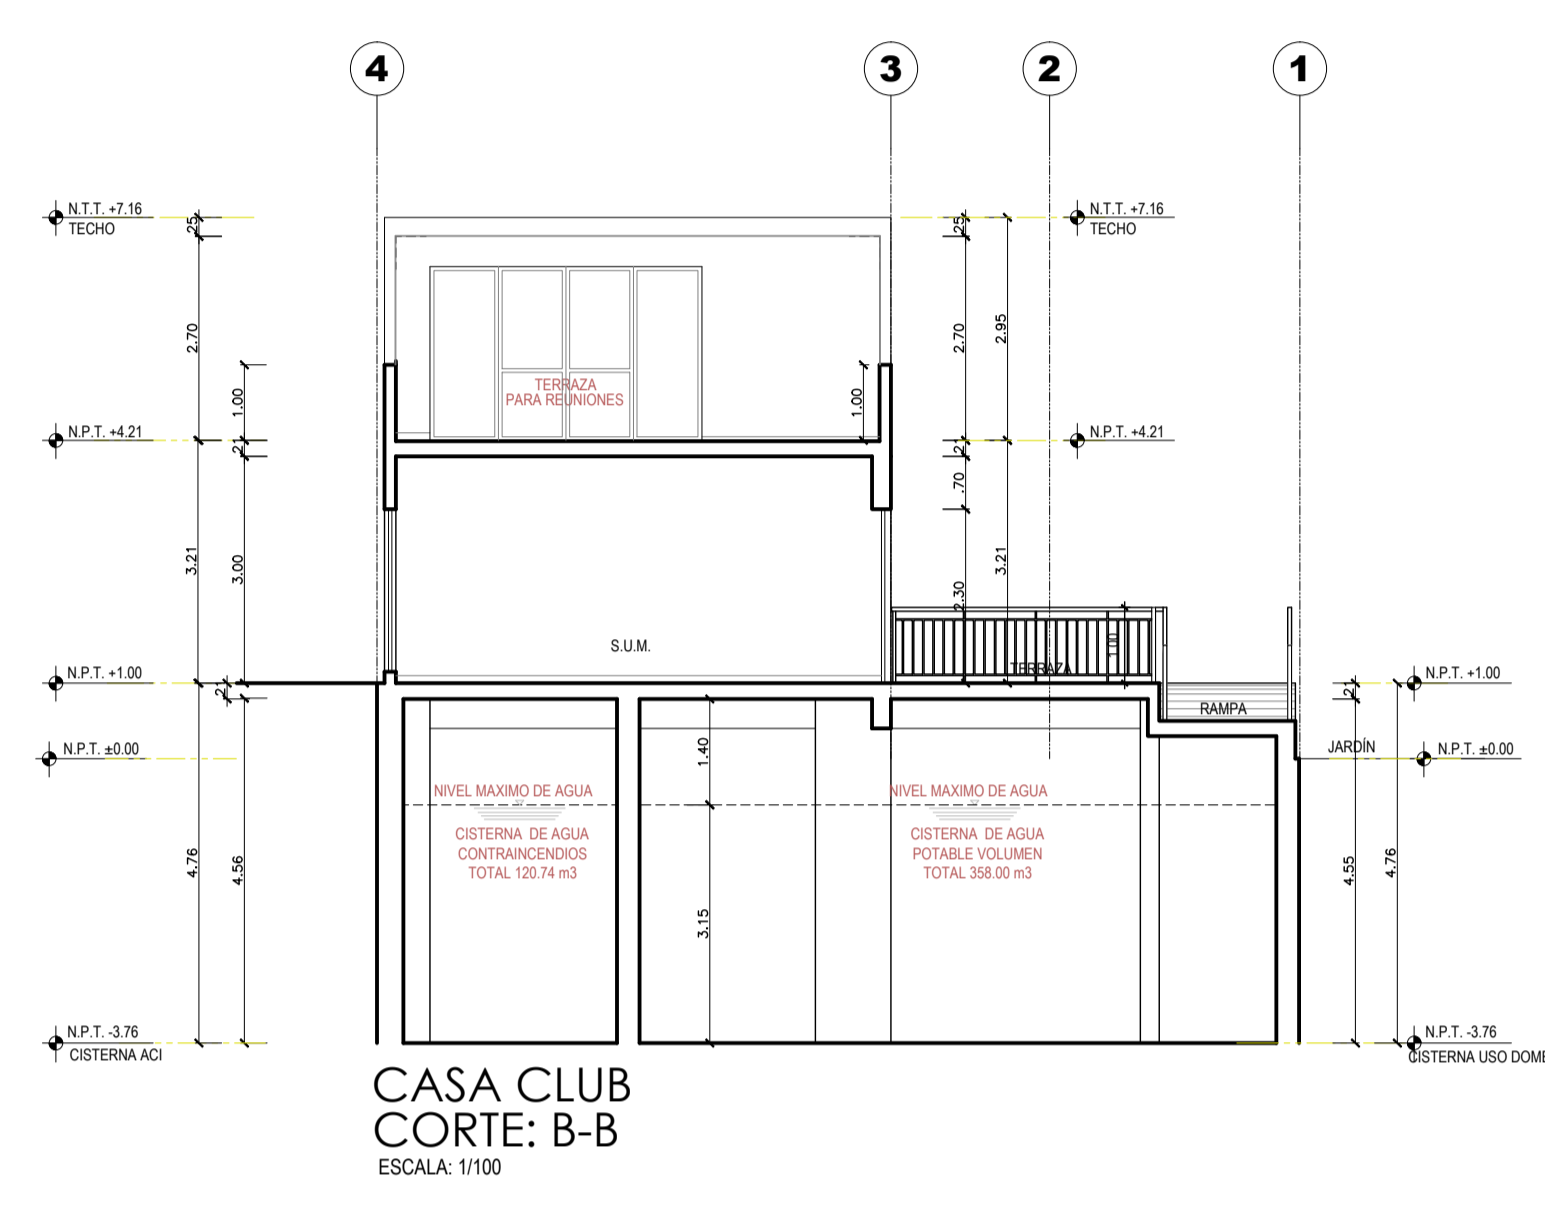 4
3
2
1
N.T.T. +7.16
TECHO
.25
.25
N.T.T. +7.16
TECHO
2.70
2.70
2.95
TERRAZA
PARA REUNIONES
1.00
1.00
N.P.T. +4.21
.21
.21
N.P.T. +4.21
.70
3.21
3.00
2.30
3.21
S.U.M.
1.00
TERRAZA
N.P.T. +1.00
.21
.21
N.P.T. +1.00
RAMPA
N.P.T. ±0.00
1.40
JARDÍN
N.P.T. ±0.00
NIVEL MAXIMO DE AGUA
NIVEL MAXIMO DE AGUA
CISTERNA DE AGUA
CONTRAINCENDIOS
TOTAL 120.74 m3
CISTERNA DE AGUA
POTABLE VOLUMEN
TOTAL 358.00 m3
4.76
4.56
3.15
4.55
4.76
N.P.T. -3.76
CISTERNA ACI
N.P.T. -3.76
CISTERNA USO DOME
CASA CLUB
CORTE: B-B
ESCALA: 1/100